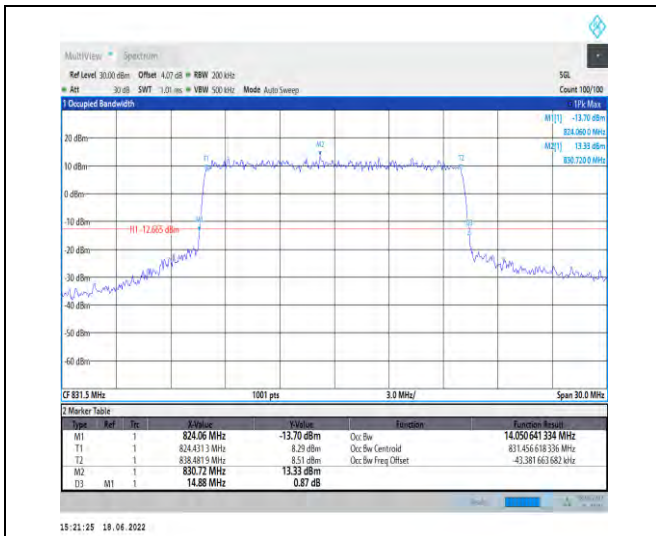 MultiView Spectrum
Ref Level 30.00 dBm Offset 4.07 dB RBW 200 kHz SGL
Att 30 dB SWT 1.01 ms VBW 500 kHz Mode Auto Sweep Count 100/100
1 Occupied Bandwidth 1Pk Max
M1[1] -13.70 dBm
824.060 0 MHz
M2[1] 13.33 dBm
830.720 0 MHz
20 dBm
M2
T1 T2
10 dBm
0 dBm
-10 dBm
M1
H1 -12.665 dBm
-20 dBm
-30 dBm
-40 dBm
-50 dBm
-60 dBm
CF 831.5 MHz 1001 pts 3.0 MHz/ Span 30.0 MHz
2 Marker Table
Type Ref Trc X-Value Y-Value Function Function Result
M1 1 824.06 MHz -13.70 dBm Occ Bw 14.050 641 334 MHz
T1 1 824.4313 MHz 8.29 dBm Occ Bw Centroid 831.456 618 336 MHz
T2 1 838.4819 MHz 8.51 dBm Occ Bw Freq Offset -43.381 663 682 kHz
M2 1 830.72 MHz 13.33 dBm
D3 M1 1 14.88 MHz 0.87 dB
15:21:25 18.06.2022